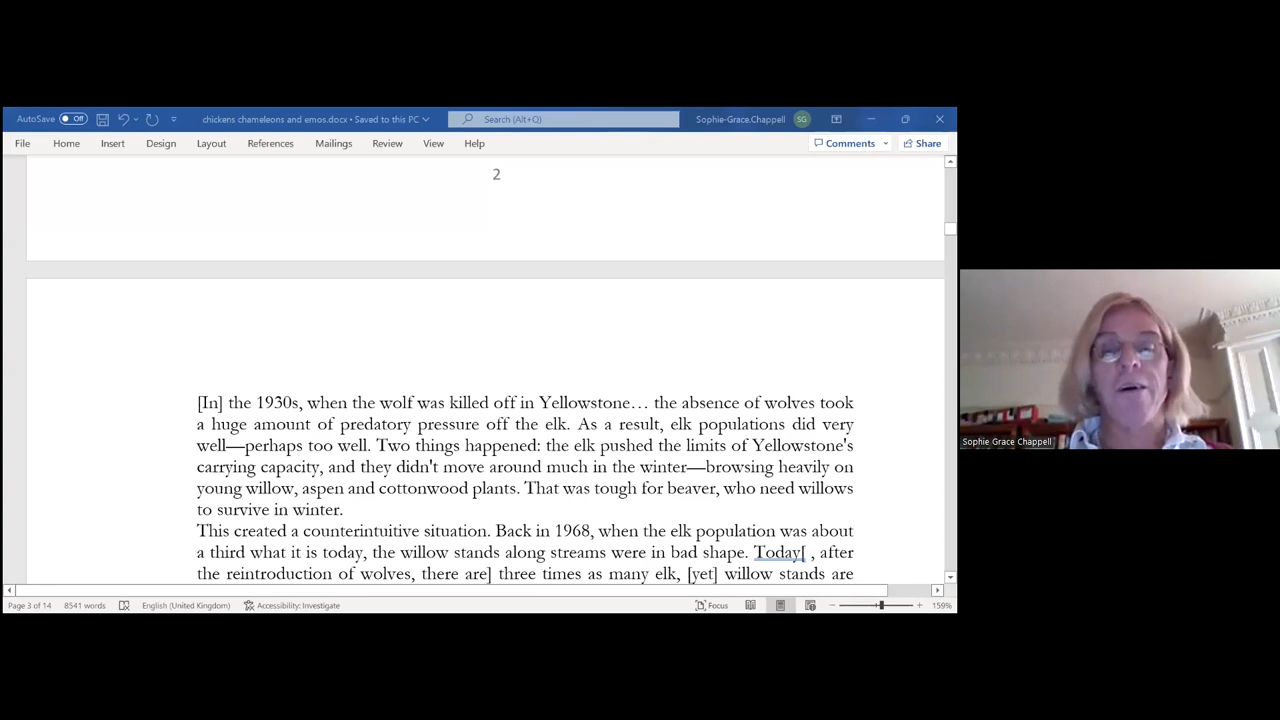 AutoSave Off chickens chameleons and emos.docx • Saved to this PC Search (Alt+Q) Sophie-Grace.Chappell SG
File Home Insert Design Layout References Mailings Review View Help Comments Share
2
[In] the 1930s, when the wolf was killed off in Yellowstone… the absence of wolves took
a huge amount of predatory pressure off the elk. As a result, elk populations did very
well—perhaps too well. Two things happened: the elk pushed the limits of Yellowstone's
carrying capacity, and they didn't move around much in the winter—browsing heavily on
young willow, aspen and cottonwood plants. That was tough for beaver, who need willows
to survive in winter.
This created a counterintuitive situation. Back in 1968, when the elk population was about
a third what it is today, the willow stands along streams were in bad shape. Today[ , after
the reintroduction of wolves, there are] three times as many elk, [yet] willow stands are
Sophie Grace Chappell
Page 3 of 14 8541 words English (United Kingdom) Accessibility: Investigate Focus 159%